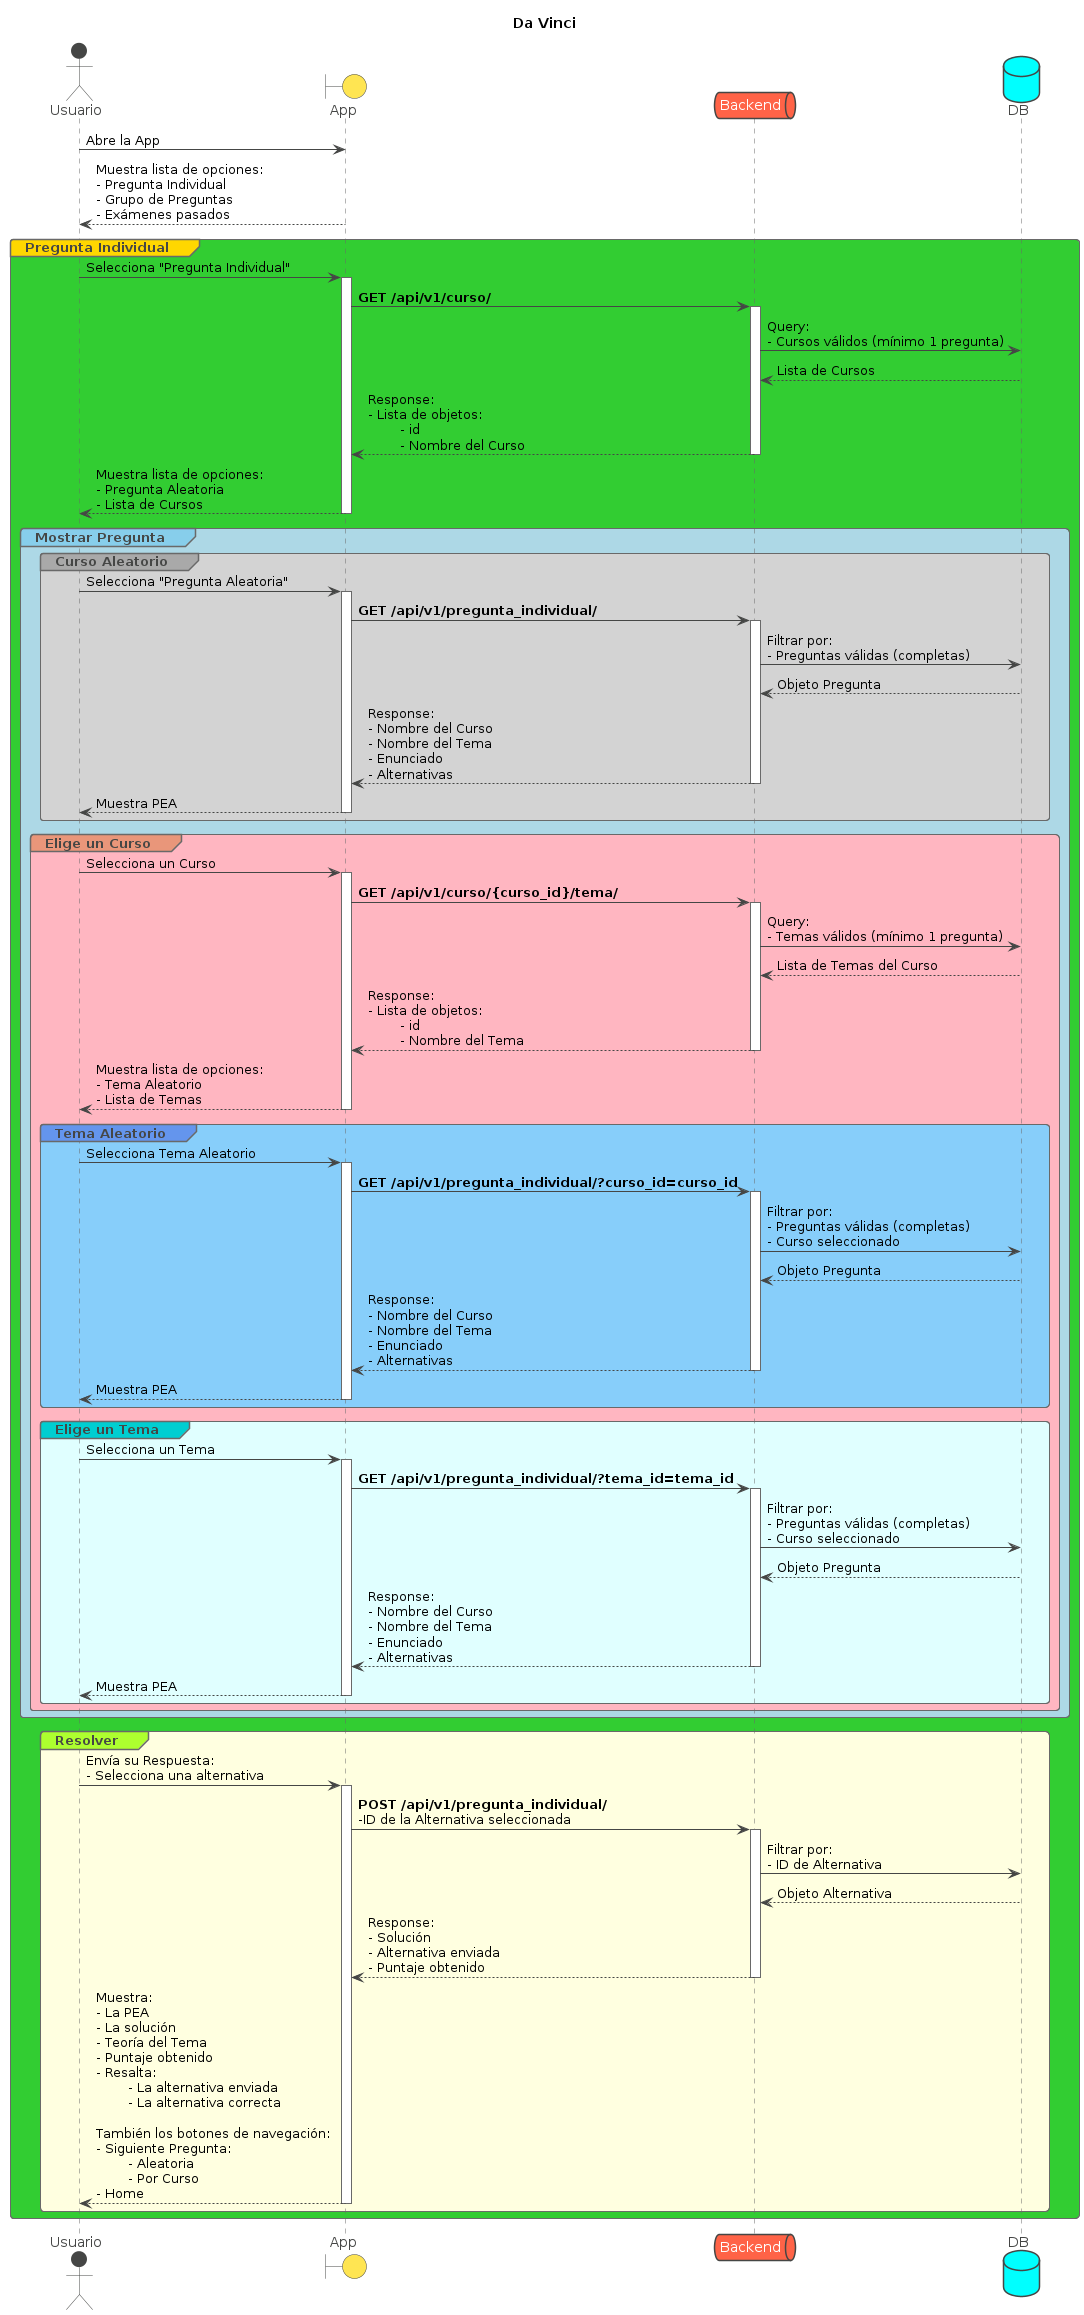 Da Vinci
Usuario
App
Backend
DB
Abre la App
Muestra lista de opciones:
- Pregunta Individual
- Grupo de Preguntas
- Exámenes pasados
Pregunta Individual
Selecciona "Pregunta Individual"
GET /api/v1/curso/
Query:
- Cursos válidos (mínimo 1 pregunta)
Lista de Cursos
Response:
- Lista de objetos:
- id
- Nombre del Curso
Muestra lista de opciones:
- Pregunta Aleatoria
- Lista de Cursos
Mostrar Pregunta
Curso Aleatorio
Selecciona "Pregunta Aleatoria"
GET /api/v1/pregunta_individual/
Filtrar por:
- Preguntas válidas (completas)
Objeto Pregunta
Response:
- Nombre del Curso
- Nombre del Tema
- Enunciado
- Alternativas
Muestra PEA
Elige un Curso
Selecciona un Curso
GET /api/v1/curso/{curso_id}/tema/
Query:
- Temas válidos (mínimo 1 pregunta)
Lista de Temas del Curso
Response:
- Lista de objetos:
- id
- Nombre del Tema
Muestra lista de opciones:
- Tema Aleatorio
- Lista de Temas
Tema Aleatorio
Selecciona Tema Aleatorio
GET /api/v1/pregunta_individual/?curso_id=curso_id
Filtrar por:
- Preguntas válidas (completas)
- Curso seleccionado
Objeto Pregunta
Response:
- Nombre del Curso
- Nombre del Tema
- Enunciado
- Alternativas
Muestra PEA
Elige un Tema
Selecciona un Tema
GET /api/v1/pregunta_individual/?tema_id=tema_id
Filtrar por:
- Preguntas válidas (completas)
- Curso seleccionado
Objeto Pregunta
Response:
- Nombre del Curso
- Nombre del Tema
- Enunciado
- Alternativas
Muestra PEA
Resolver
Envía su Respuesta:
- Selecciona una alternativa
POST /api/v1/pregunta_individual/
-ID de la Alternativa seleccionada
Filtrar por:
- ID de Alternativa
Objeto Alternativa
Response:
- Solución
- Alternativa enviada
- Puntaje obtenido
Muestra:
- La PEA
- La solución
- Teoría del Tema
- Puntaje obtenido
- Resalta:
- La alternativa enviada
- La alternativa correcta
También los botones de navegación:
- Siguiente Pregunta:
- Aleatoria
- Por Curso
- Home
Usuario
App
Backend
DB